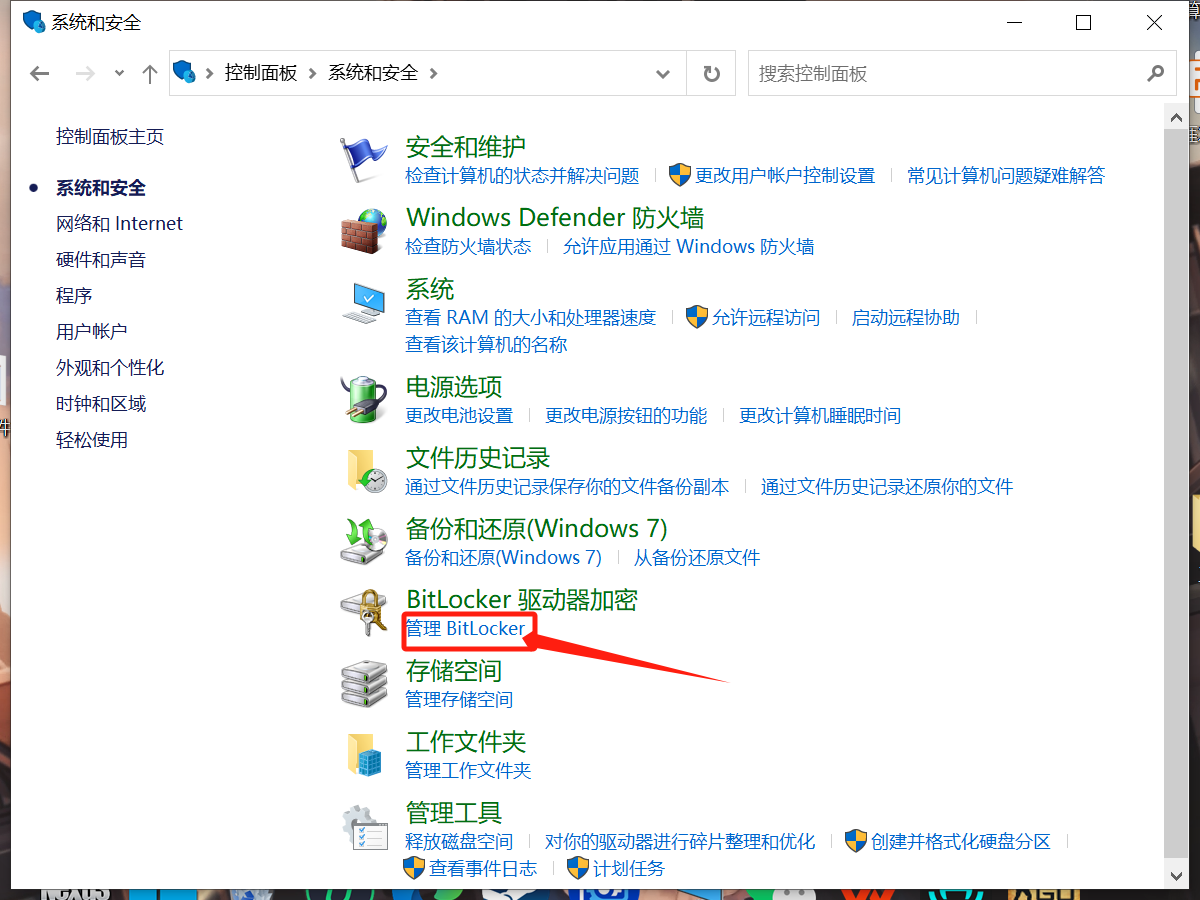 系统和安全
控制面板 系统和安全
搜索控制面板
控制面板主页
系统和安全
网络和 Internet
硬件和声音
程序
用户帐户
外观和个性化
时钟和区域
轻松使用
安全和维护
检查计算机的状态并解决问题 更改用户帐户控制设置 常见计算机问题疑难解答
Windows Defender 防火墙
检查防火墙状态 允许应用通过 Windows 防火墙
系统
查看 RAM 的大小和处理器速度 允许远程访问 启动远程协助
查看该计算机的名称
电源选项
更改电池设置 更改电源按钮的功能 更改计算机睡眠时间
文件历史记录
通过文件历史记录保存你的文件备份副本 通过文件历史记录还原你的文件
备份和还原(Windows 7)
备份和还原(Windows 7) 从备份还原文件
BitLocker 驱动器加密
管理 BitLocker
存储空间
管理存储空间
工作文件夹
管理工作文件夹
管理工具
释放磁盘空间 对你的驱动器进行碎片整理和优化 创建并格式化硬盘分区
查看事件日志 计划任务